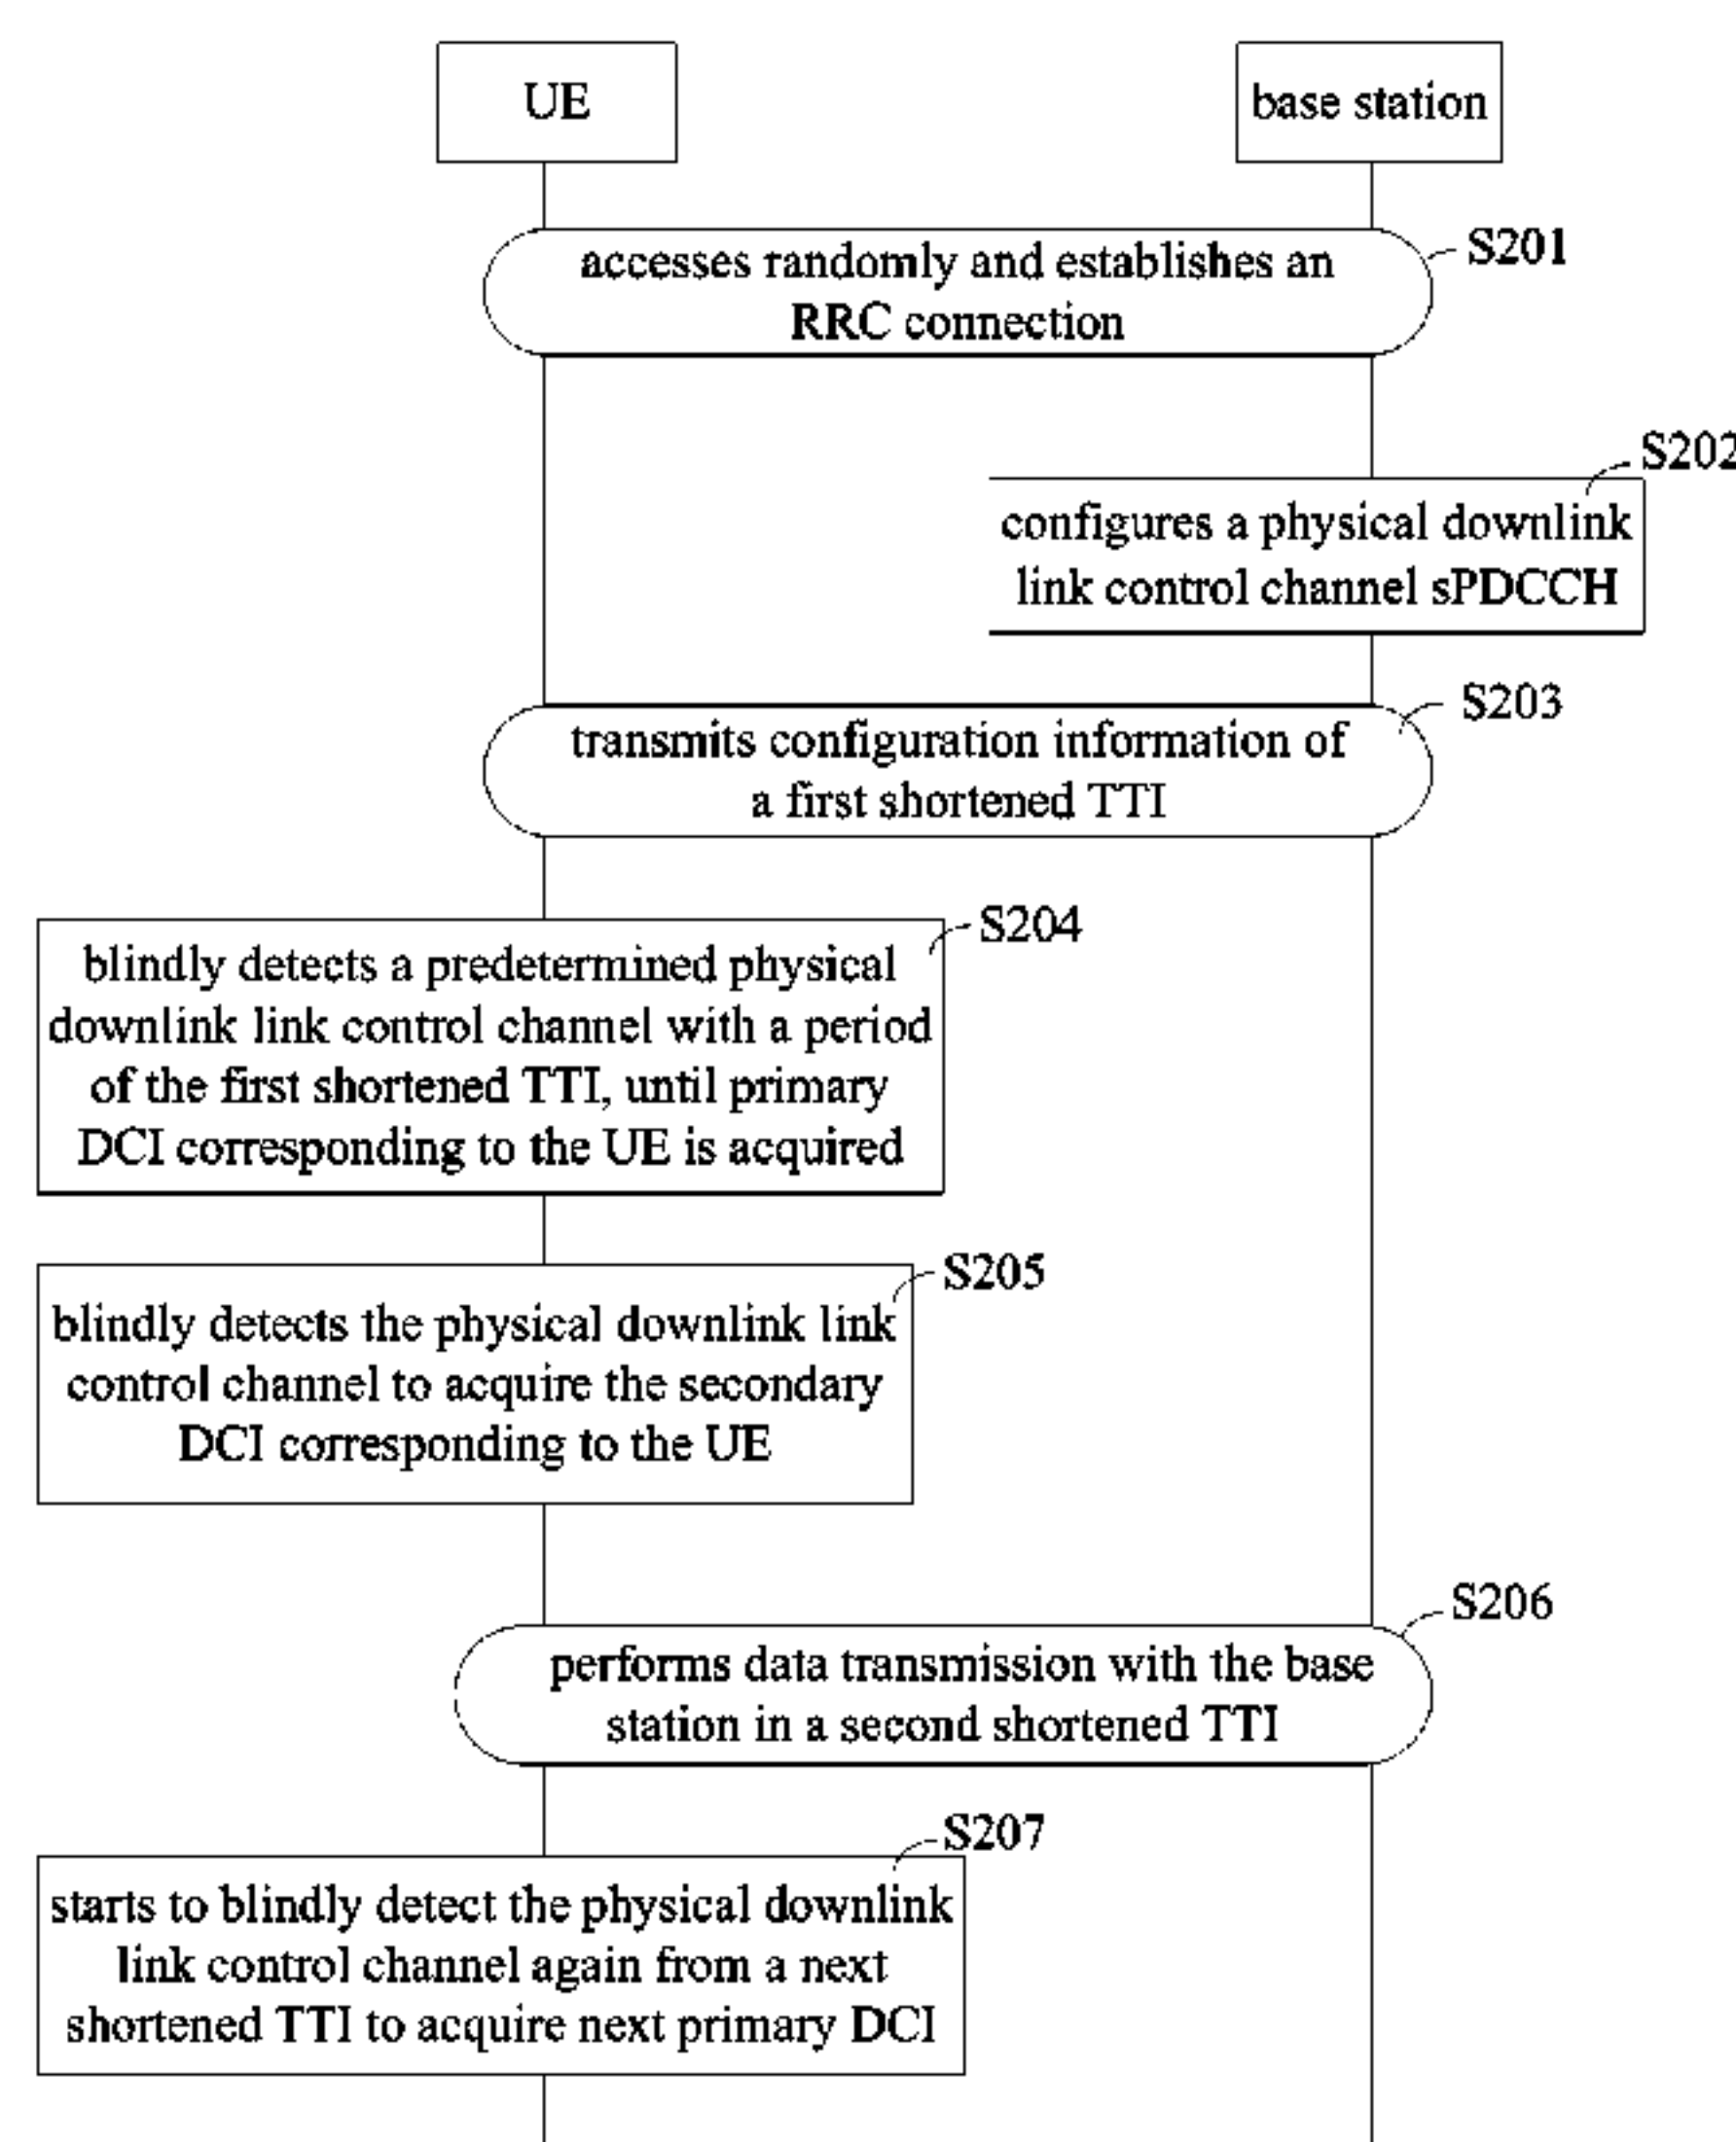 UE
base station
S201
accesses randomly and establishes an
RRC connection
S202
configures a physical downlink
link control channel sPDCCH
S203
transmits configuration information of
a first shortened TTI
S204
blindly detects a predetermined physical
downlink link control channel with a period
of the first shortened TTI, until primary
DCI corresponding to the UE is acquired
S205
blindly detects the physical downlink link
control channel to acquire the secondary
DCI corresponding to the UE
S206
performs data transmission with the base
station in a second shortened TTI
S207
starts to blindly detect the physical downlink
link control channel again from a next
shortened TTI to acquire next primary DCI